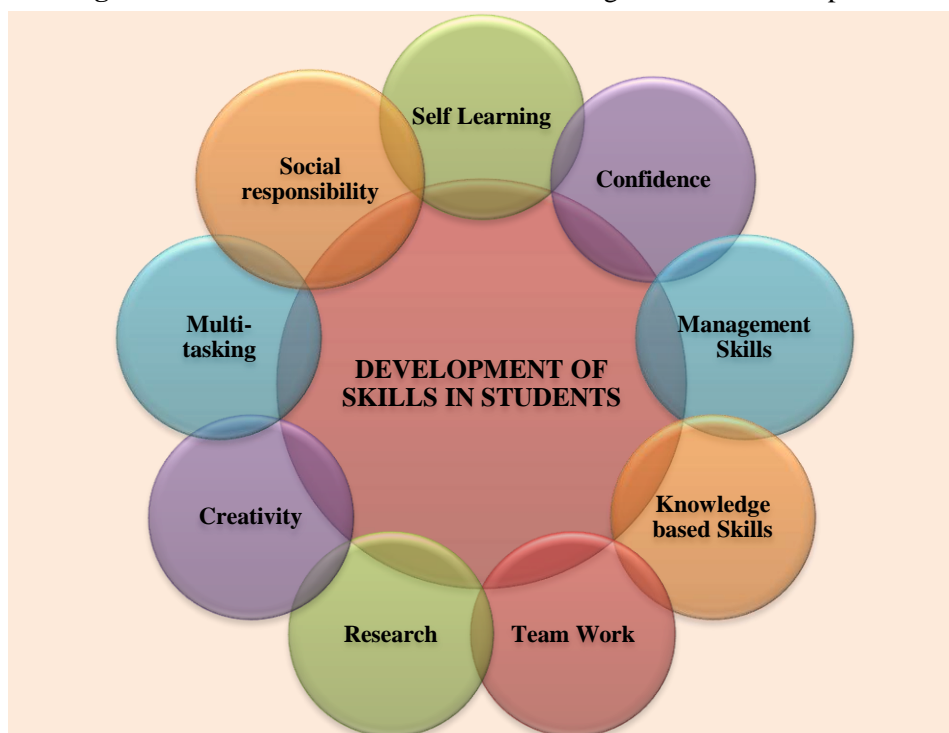 Self Learning
Confidence
Management
Skills
Knowledge
based Skills
Team Work
Research
Creativity
Multi-
tasking
Social
responsibility
DEVELOPMENT OF
SKILLS IN STUDENTS